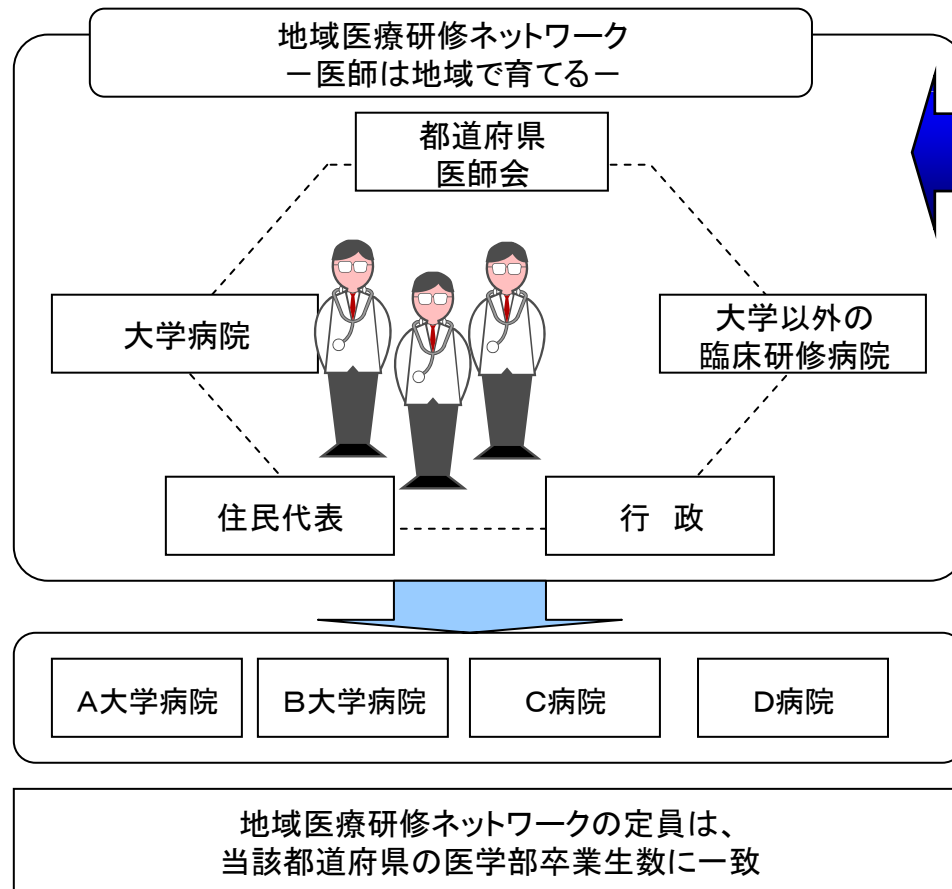 地域医療研修ネットワーク
－医師は地域で育てる－
都道府県
医師会
大学病院
大学以外の
臨床研修病院
住民代表
行　政
Ａ大学病院
Ｂ大学病院
Ｃ病院
Ｄ病院
地域医療研修ネットワークの定員は、
当該都道府県の医学部卒業生数に一致